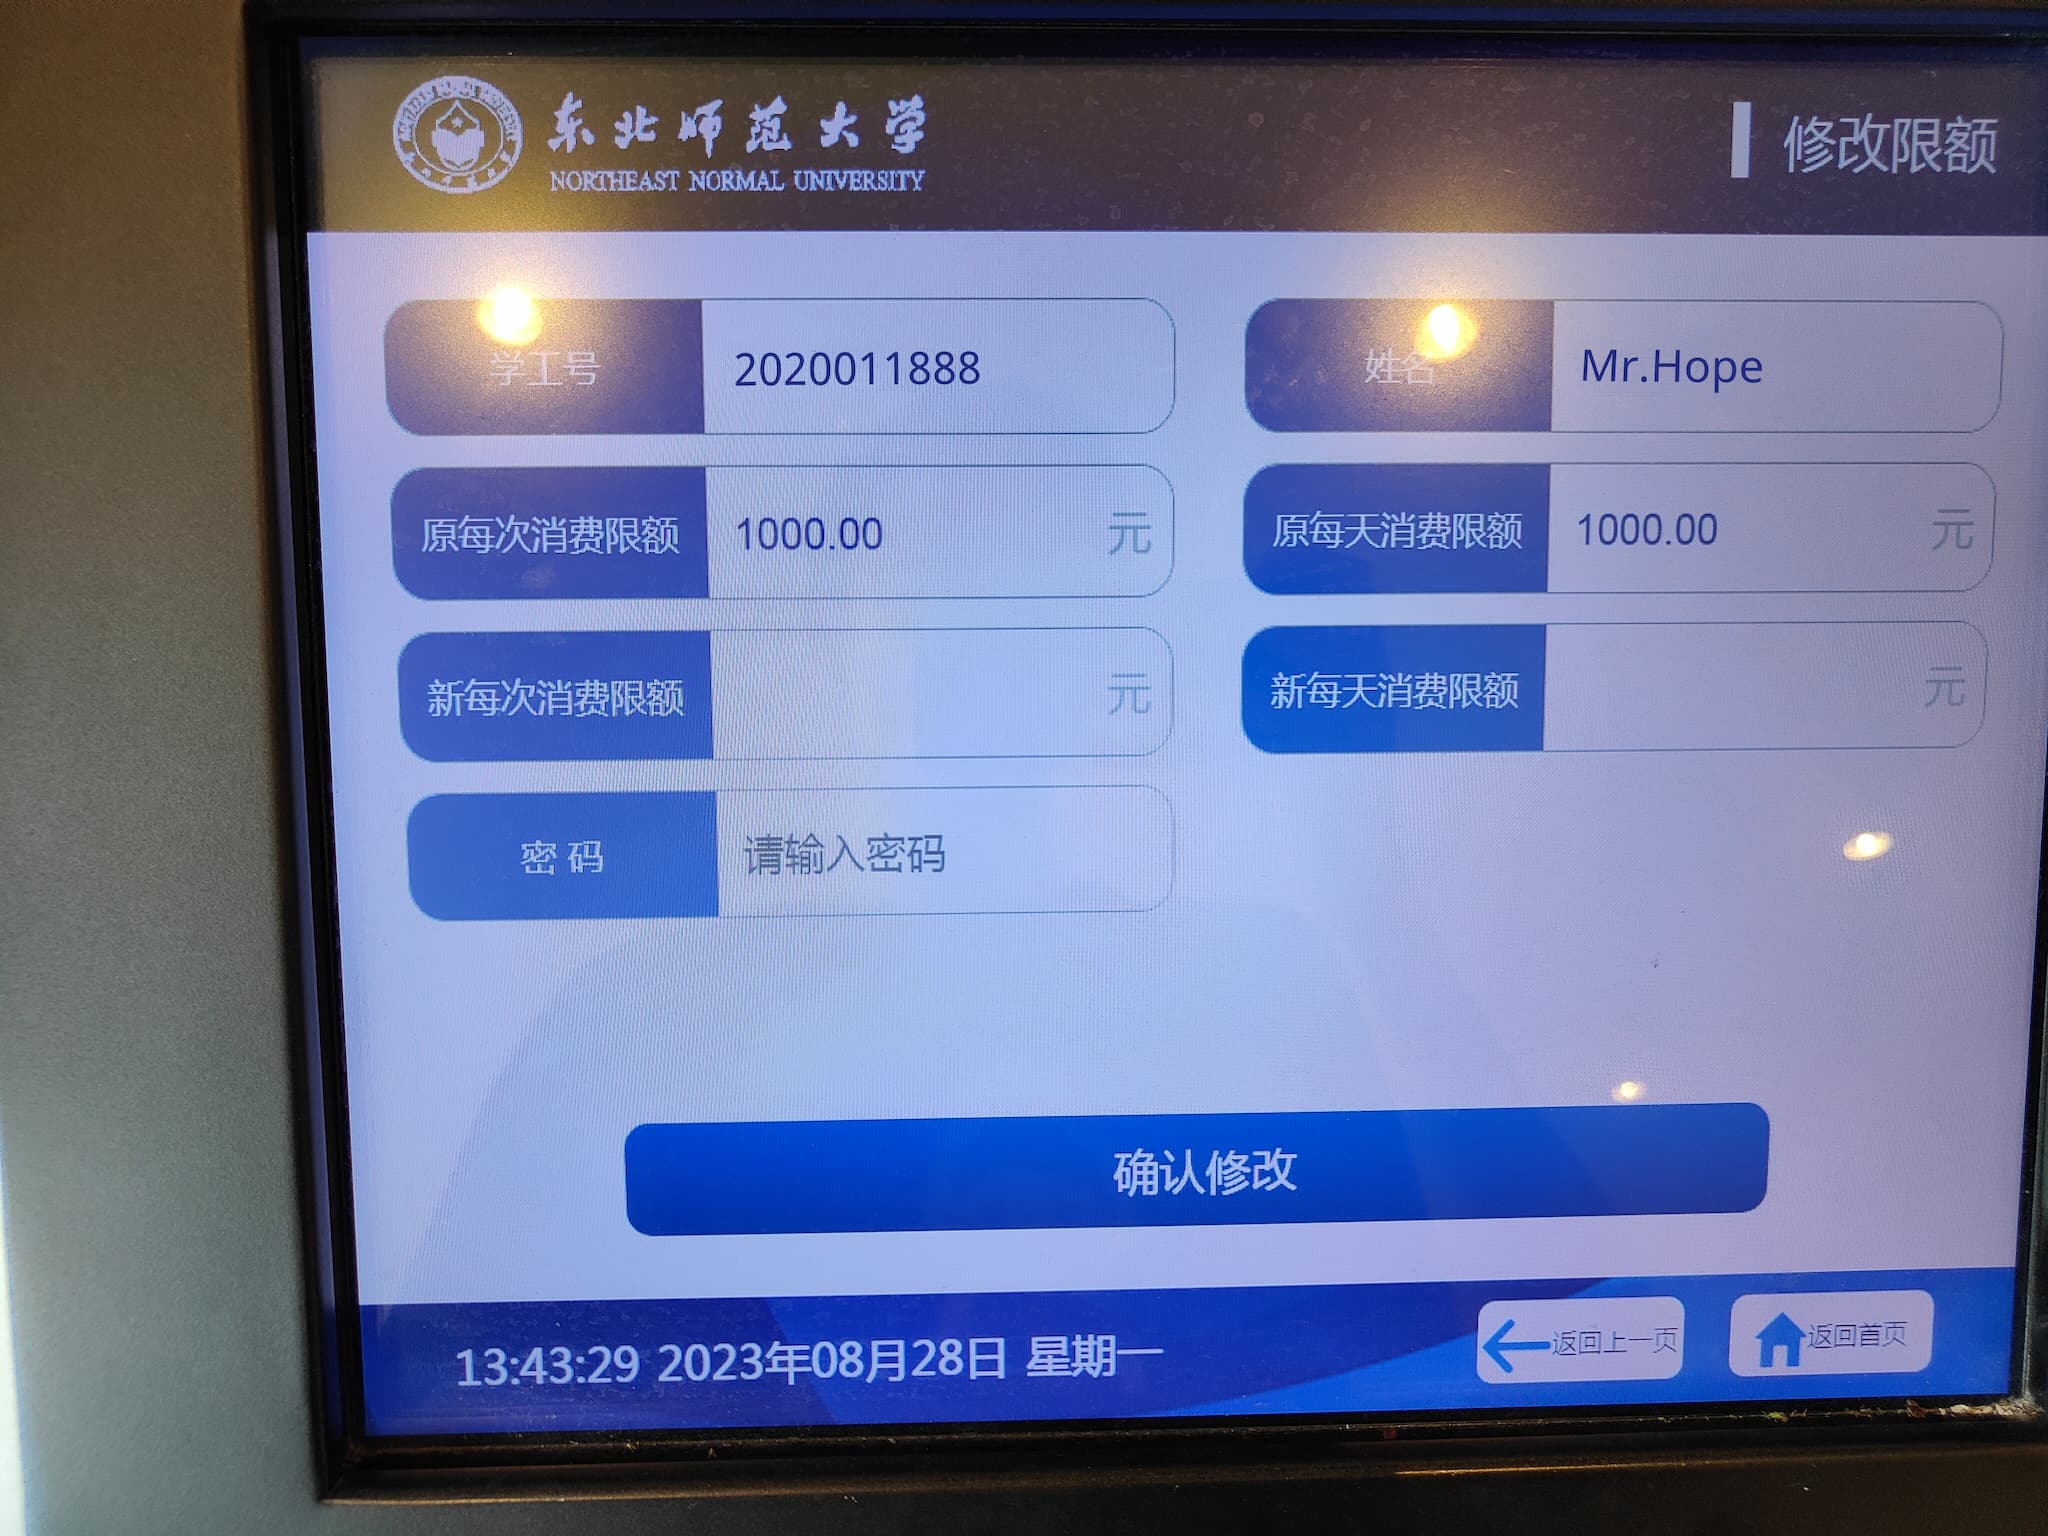 东北师范大学
NORTHEAST NORMAL UNIVERSITY
修改限额
学工号 2020011888
姓名 Mr.Hope
原每次消费限额 1000.00 元
原每天消费限额 1000.00 元
新每次消费限额 元
新每天消费限额 元
密码 请输入密码
确认修改
13:43:29 2023年08月28日 星期一
返回上一页
返回首页